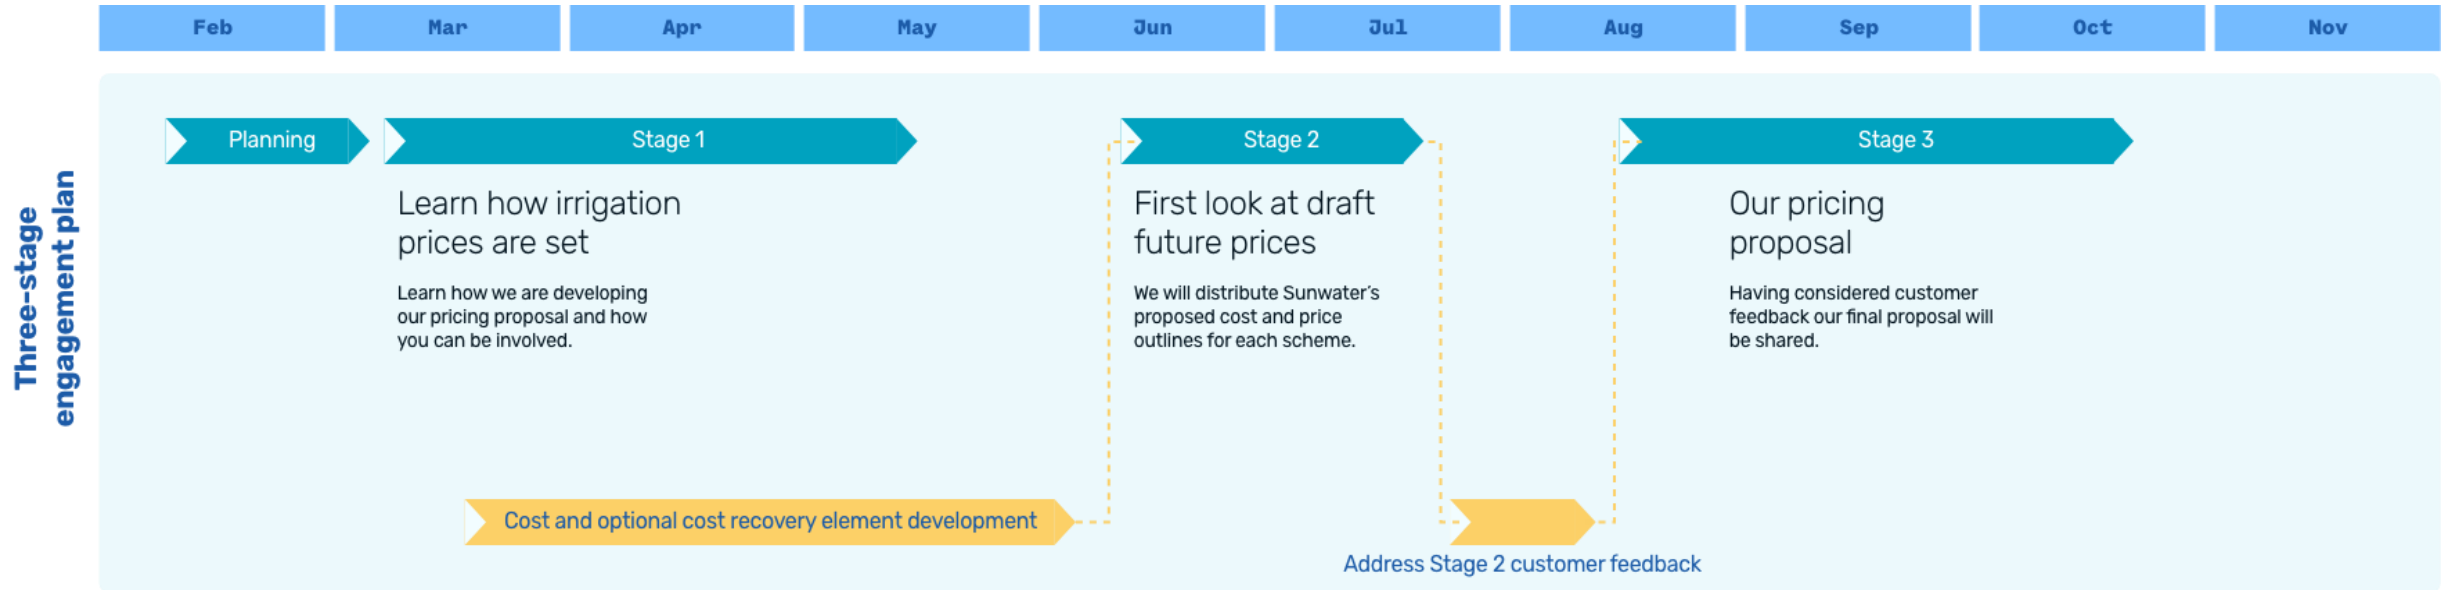 Feb
Mar
Apr
May
Jun
Jul
Aug
Sep
Oct
Nov
Three-stage
engagement plan
Planning
Stage 1
Learn how irrigation
prices are set
Learn how we are developing
our pricing proposal and how
you can be involved.
Stage 2
First look at draft
future prices
We will distribute Sunwater's
proposed cost and price
outlines for each scheme.
Stage 3
Our pricing
proposal
Having considered customer
feedback our final proposal will
be shared.
Cost and optional cost recovery element development
Address Stage 2 customer feedback